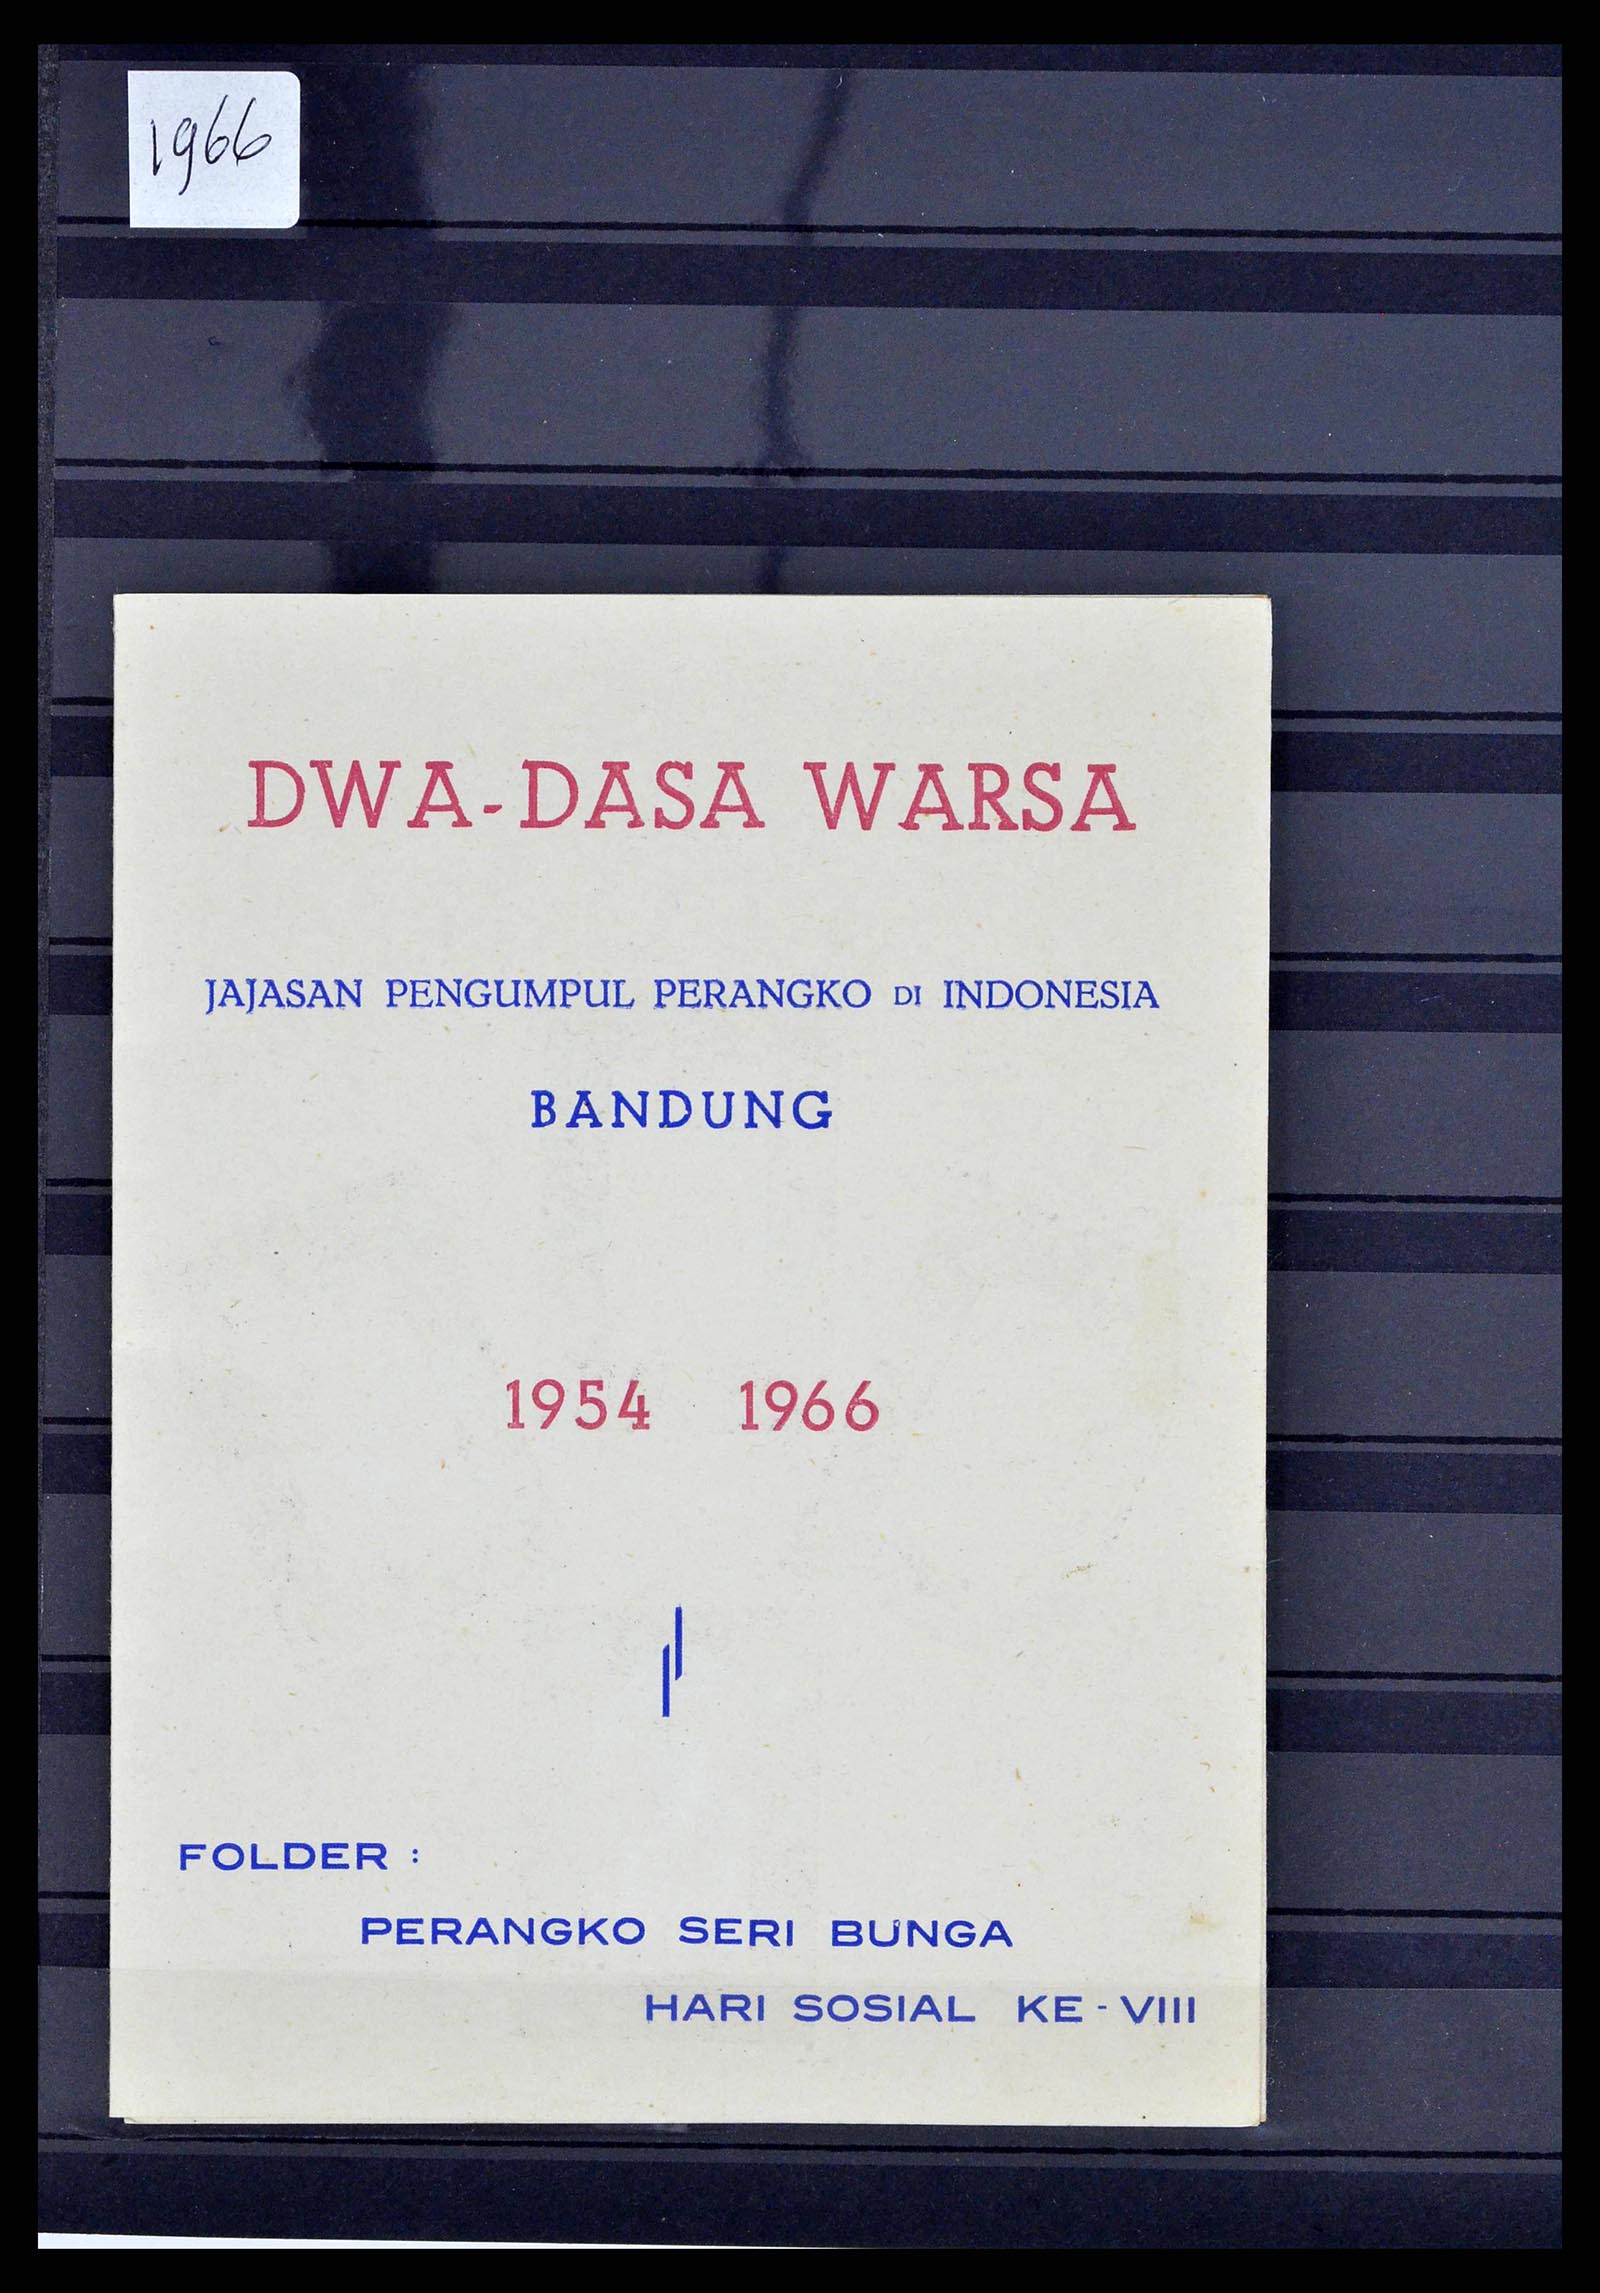 1966
DWA-DASA WARSA
JAJASAN PENGUMPUL PERANGKO DI INDONESIA
BANDUNG
1954 1966
FOLDER :
PERANGKO SERI BUNGA
HARI SOSIAL KE - VIII